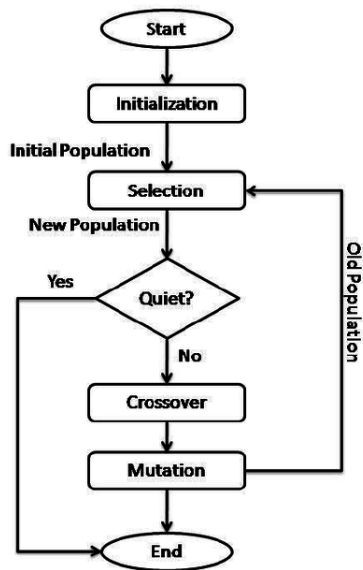 Start
Initialization
Initial Population
Selection
New Population
Yes
Quiet?
Old Population
No
Crossover
Mutation
End